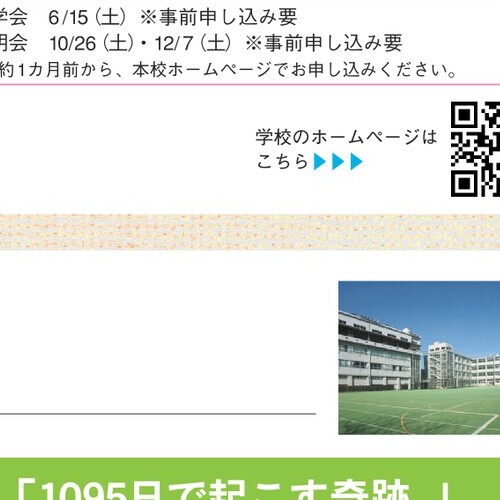 学会 6/15（土）※事前申し込み要
明会 10/26（土）・12/7（土）※事前申し込み要
約1カ月前から、本校ホームページでお申し込みください。
学校のホームページは
こちら▶▶▶
「1095日で起こす奇跡。」